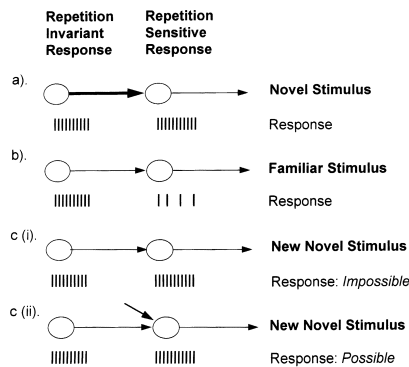 Repetition Invariant Response
Repetition Sensitive Response
a).
Novel Stimulus
Response
b).
Familiar Stimulus
Response
c (i).
New Novel Stimulus
Response: Impossible
c (ii).
New Novel Stimulus
Response: Possible